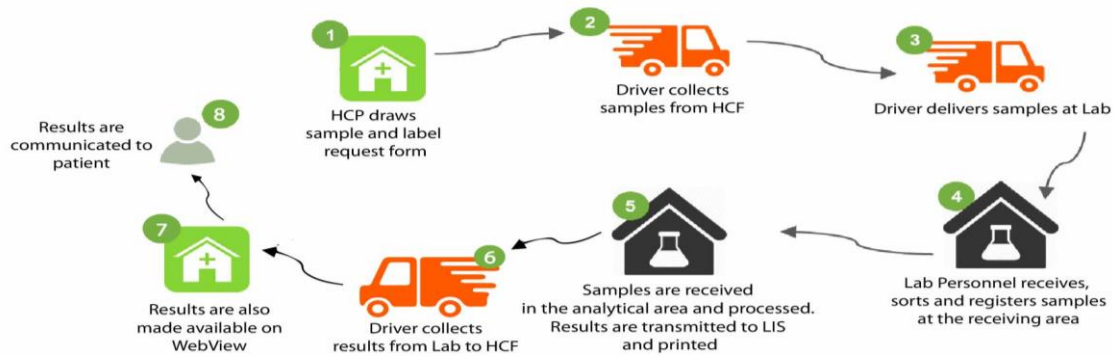 1
HCP draws
sample and label
request form
2
Driver collects
samples from HCF
3
Driver delivers samples at Lab
4
Lab Personnel receives,
sorts and registers samples
at the receiving area
5
Samples are received
in the analytical area and processed.
Results are transmitted to LIS
and printed
6
Driver collects
results from Lab to HCF
7
Results are also
made available on
WebView
8
Results are
communicated to
patient